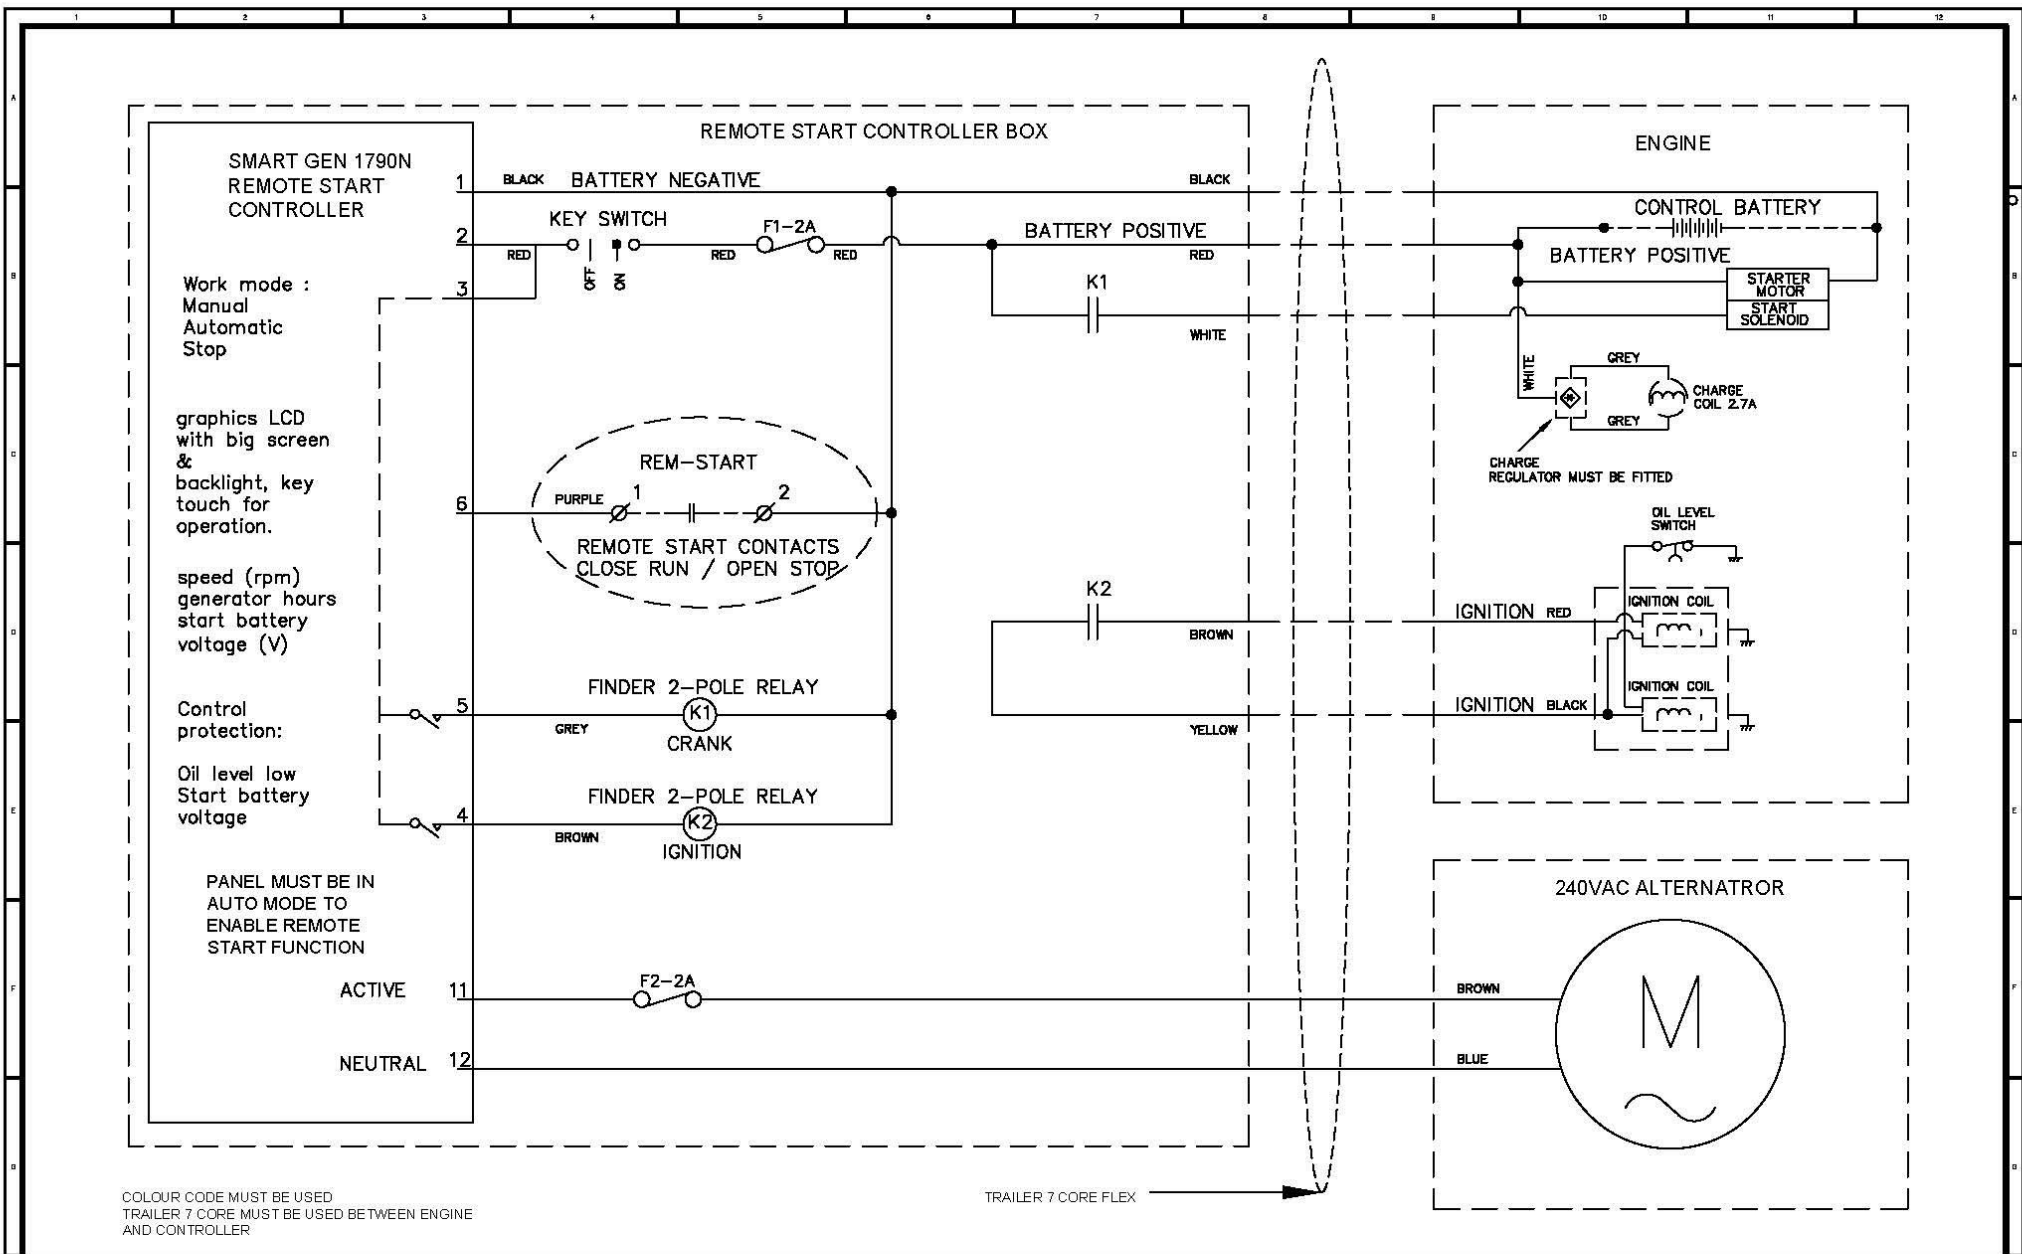 1 2 3 4 5 6 7 8 9 10 11 12
REMOTE START CONTROLLER BOX
SMART GEN 1790N
REMOTE START
CONTROLLER
1
BLACK
BATTERY NEGATIVE
BLACK
2
RED
KEY SWITCH
OFF
ON
RED
F1-2A
RED
BATTERY POSITIVE
RED
3
Work mode :
Manual
Automatic
Stop
K1
WHITE
graphics LCD
with big screen
&
backlight, key
touch for
operation.
REM-START
6
PURPLE
1
2
REMOTE START CONTACTS
CLOSE RUN / OPEN STOP
speed (rpm)
generator hours
start battery
voltage (V)
K2
BROWN
Control
protection:
5
FINDER 2-POLE RELAY
K1
GREY
CRANK
YELLOW
Oil level low
Start battery
voltage
4
FINDER 2-POLE RELAY
K2
BROWN
IGNITION
PANEL MUST BE IN
AUTO MODE TO
ENABLE REMOTE
START FUNCTION
ACTIVE
11
F2-2A
NEUTRAL
12
ENGINE
CONTROL BATTERY
BATTERY POSITIVE
STARTER
MOTOR
START
SOLENOID
WHITE
GREY
GREY
CHARGE
COIL 2.7A
CHARGE
REGULATOR MUST BE FITTED
OIL LEVEL
SWITCH
IGNITION COIL
IGNITION RED
IGNITION COIL
IGNITION BLACK
240VAC ALTERNATROR
BROWN
M
BLUE
COLOUR CODE MUST BE USED
TRAILER 7 CORE MUST BE USED BETWEEN ENGINE
AND CONTROLLER
TRAILER 7 CORE FLEX